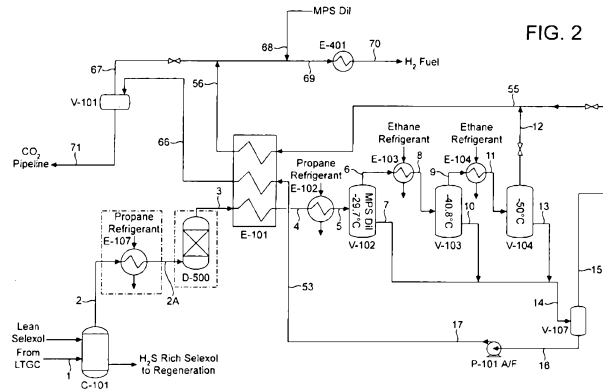 MPS Dil
FIG. 2
68
E-401
70
H₂ Fuel
67
69
56
V-101
71
CO₂
Pipeline
66
55
12
Ethane
Refrigerant
Ethane
Refrigerant
6
E-103
8
9
E-104
11
Propane
Refrigerant
E-102
3
4
5
E-101
MPS Dil
-29.7°C
V-102
7
-40.8°C
V-103
10
-50°C
V-104
13
Propane
Refrigerant
E-107
2A
D-500
2
53
15
14
V-107
17
16
P-101 A/F
Lean
Selexol
From
LTGC
1
C-101
H₂S Rich Selexol
to Regeneration